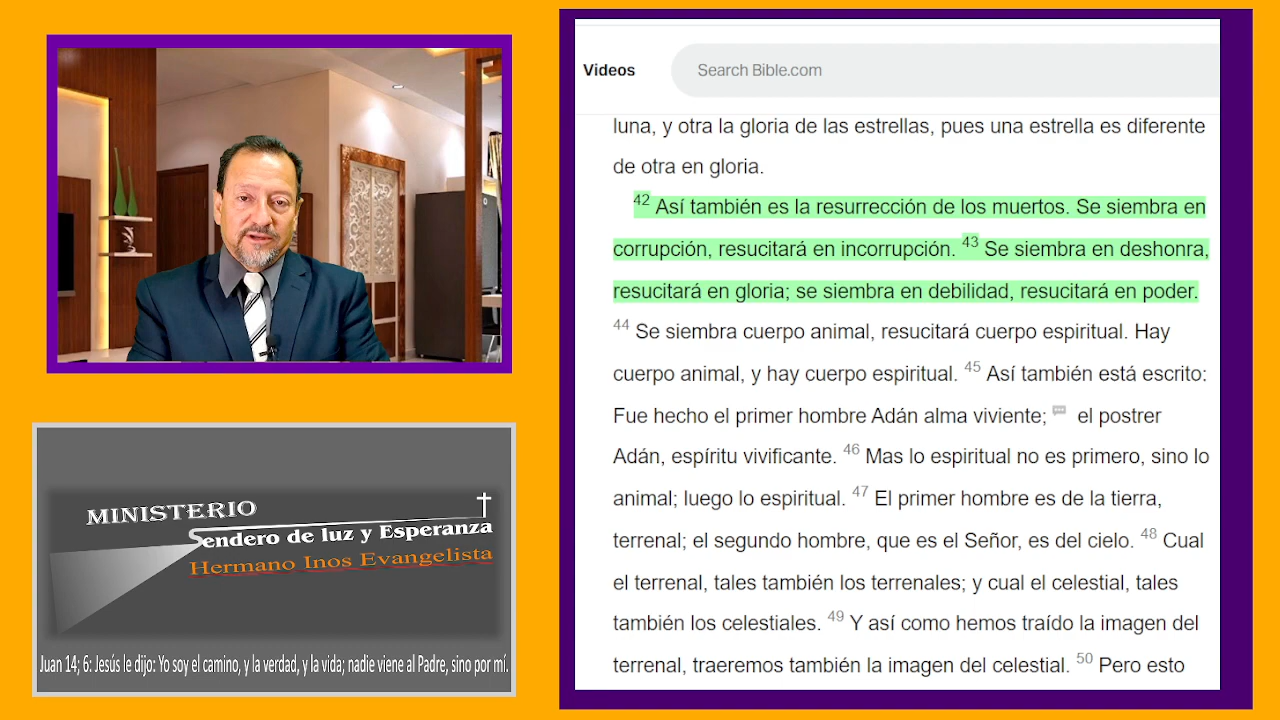 Videos
Search Bible.com
luna, y otra la gloria de las estrellas, pues una estrella es diferente
de otra en gloria.
42 Así también es la resurrección de los muertos. Se siembra en
corrupción, resucitará en incorrupción. 43 Se siembra en deshonra,
resucitará en gloria; se siembra en debilidad, resucitará en poder.
44 Se siembra cuerpo animal, resucitará cuerpo espiritual. Hay
cuerpo animal, y hay cuerpo espiritual. 45 Así también está escrito:
Fue hecho el primer hombre Adán alma viviente; el postrer
Adán, espíritu vivificante. 46 Mas lo espiritual no es primero, sino lo
animal; luego lo espiritual. 47 El primer hombre es de la tierra,
terrenal; el segundo hombre, que es el Señor, es del cielo. 48 Cual
el terrenal, tales también los terrenales; y cual el celestial, tales
también los celestiales. 49 Y así como hemos traído la imagen del
terrenal, traeremos también la imagen del celestial. 50 Pero esto
MINISTERIO
Sendero de luz y Esperanza
Hermano Inos Evangelista
Juan 14; 6: Jesús le dijo: Yo soy el camino, y la verdad, y la vida; nadie viene al Padre, sino por mí.